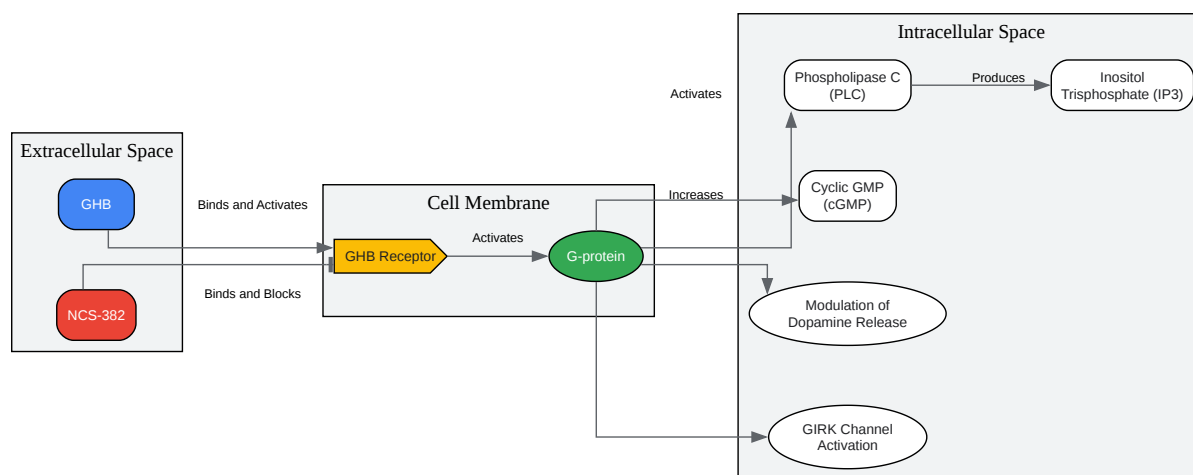 Intracellular Space
Phospholipase C
(PLC)
Produces
Inositol
Trisphosphate (IP3)
Activates
Extracellular Space
GHB
Binds and Activates
Cell Membrane
Increases
Cyclic GMP
(cGMP)
GHB Receptor
Activates
G-protein
NCS-382
Binds and Blocks
Modulation of
Dopamine Release
GIRK Channel
Activation